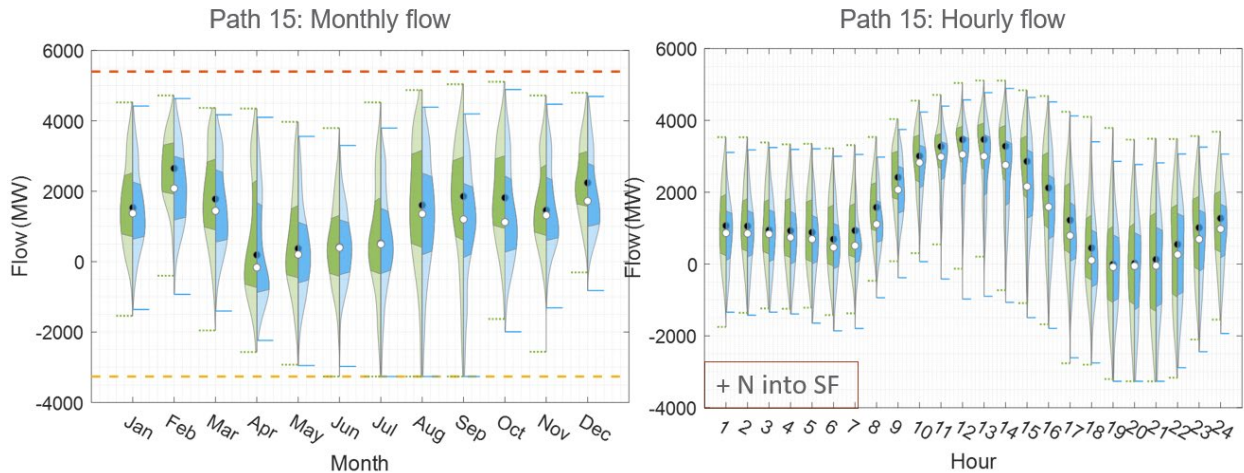 Path 15: Monthly flow
6000
4000
2000
0
-2000
-4000
Flow (MW)
Jan Feb Mar Apr May Jun Jul Aug Sep Oct Nov Dec
Month
Path 15: Hourly flow
6000
4000
2000
0
-2000
-4000
Flow (MW)
+ N into SF
1 2 3 4 5 6 7 8 9 10 11 12 13 14 15 16 17 18 19 20 21 22 23 24
Hour